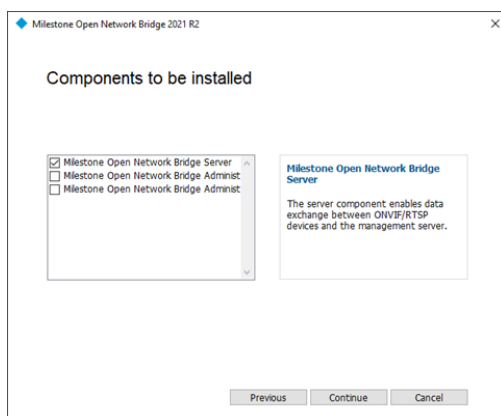 Milestone Open Network Bridge 2021 R2
Components to be installed
Milestone Open Network Bridge Server
Milestone Open Network Bridge Administ
Milestone Open Network Bridge Administ
Milestone Open Network Bridge
Server
The server component enables data
exchange between ONVIF/RTSP
devices and the management server.
Previous Continue Cancel